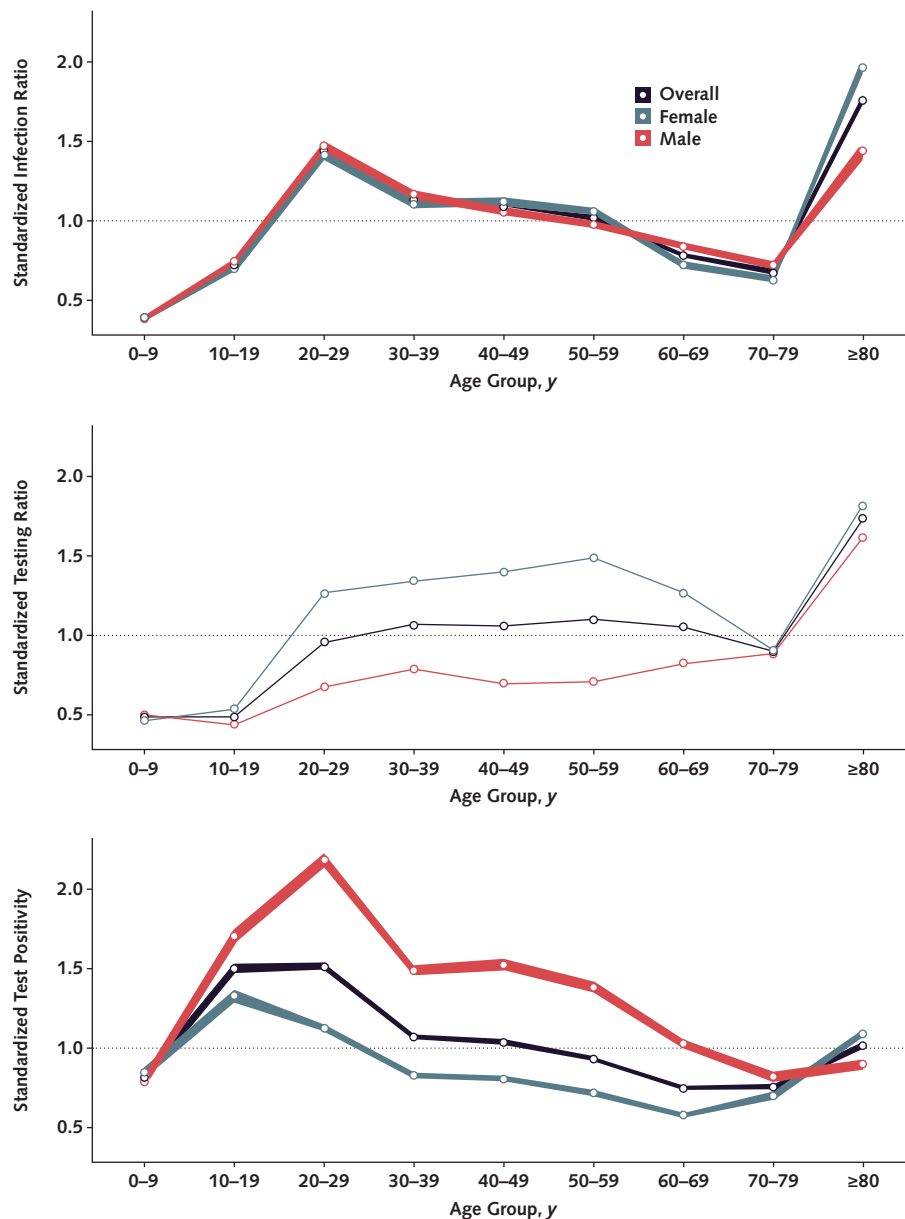 Standardized Infection Ratio
2.0
1.5
1.0
0.5
Overall
Female
Male
0–9 10–19 20–29 30–39 40–49 50–59 60–69 70–79 ≥80
Age Group, y
Standardized Testing Ratio
2.0
1.5
1.0
0.5
0–9 10–19 20–29 30–39 40–49 50–59 60–69 70–79 ≥80
Age Group, y
Standardized Test Positivity
2.0
1.5
1.0
0.5
0–9 10–19 20–29 30–39 40–49 50–59 60–69 70–79 ≥80
Age Group, y